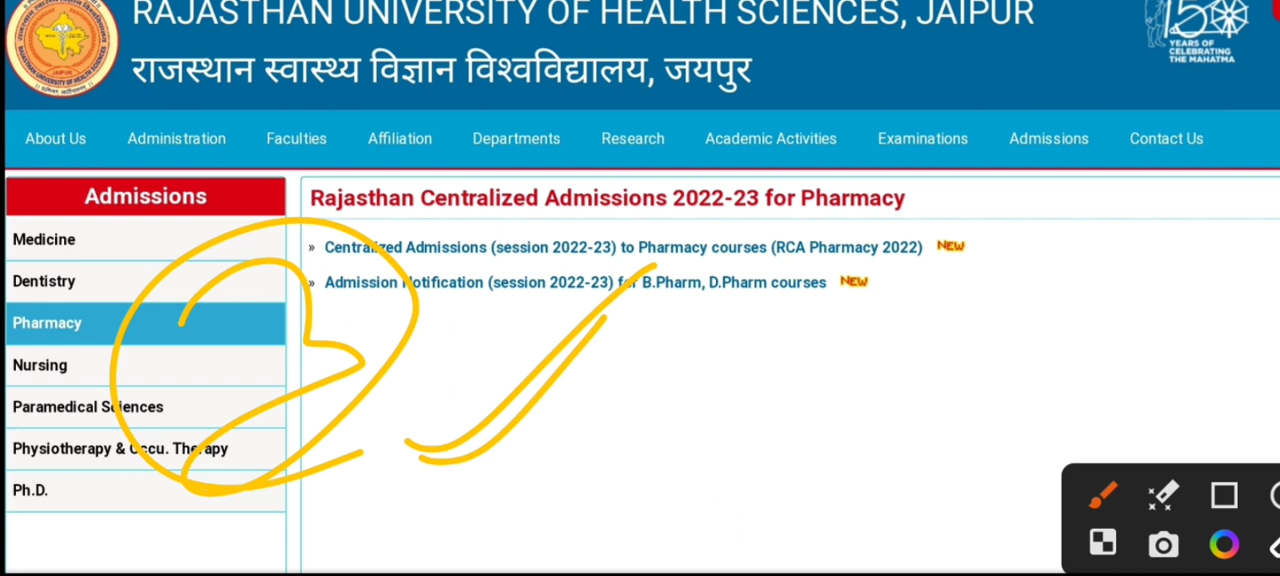 RAJASTHAN UNIVERSITY OF HEALTH SCIENCES, JAIPUR
राजस्थान स्वास्थ्य विज्ञान विश्वविद्यालय, जयपुर
150
YEARS OF
CELEBRATING
THE MAHATMA
About Us Administration Faculties Affiliation Departments Research Academic Activities Examinations Admissions Contact Us
Admissions
Medicine
Dentistry
Pharmacy
Nursing
Paramedical Sciences
Physiotherapy & Occu. Therapy
Ph.D.
Rajasthan Centralized Admissions 2022-23 for Pharmacy
» Centralized Admissions (session 2022-23) to Pharmacy courses (RCA Pharmacy 2022) NEW
» Admission Notification (session 2022-23) for B.Pharm, D.Pharm courses NEW